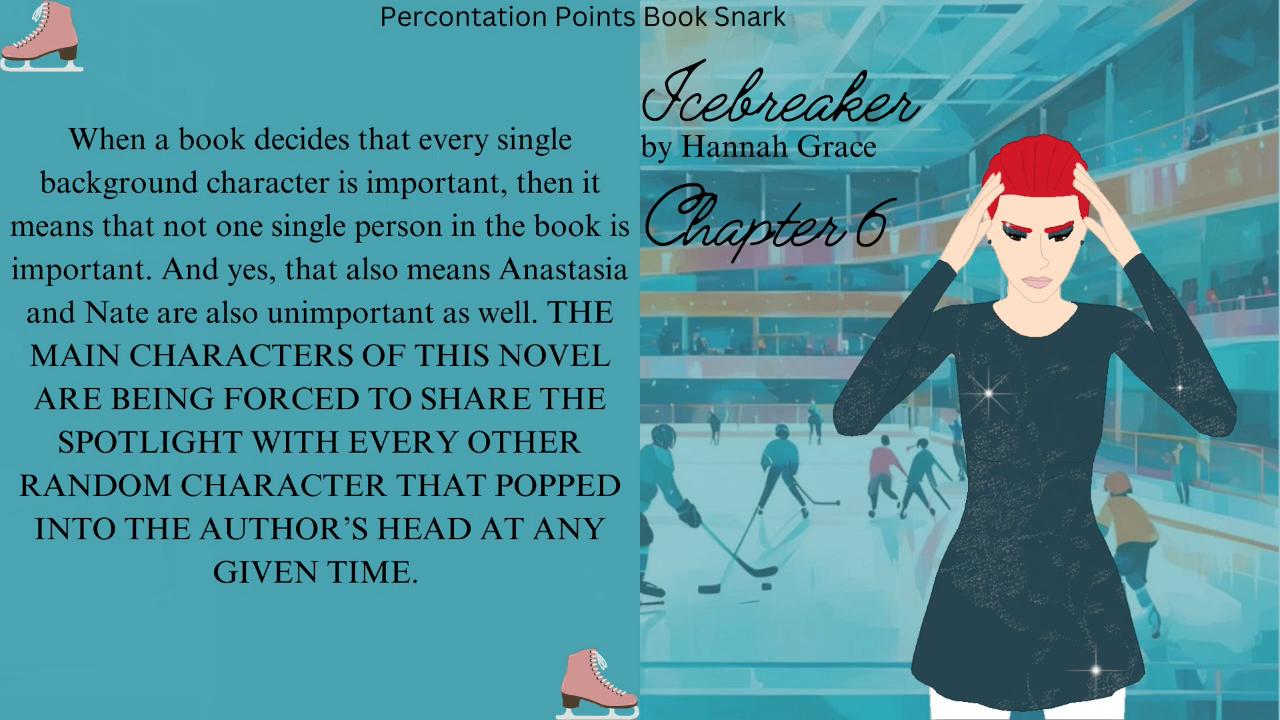 Percontation Points Book Snark
When a book decides that every single
background character is important, then it
means that not one single person in the book is
important. And yes, that also means Anastasia
and Nate are also unimportant as well. THE
MAIN CHARACTERS OF THIS NOVEL
ARE BEING FORCED TO SHARE THE
SPOTLIGHT WITH EVERY OTHER
RANDOM CHARACTER THAT POPPED
INTO THE AUTHOR’S HEAD AT ANY
GIVEN TIME.
Icebreaker
by Hannah Grace
Chapter 6